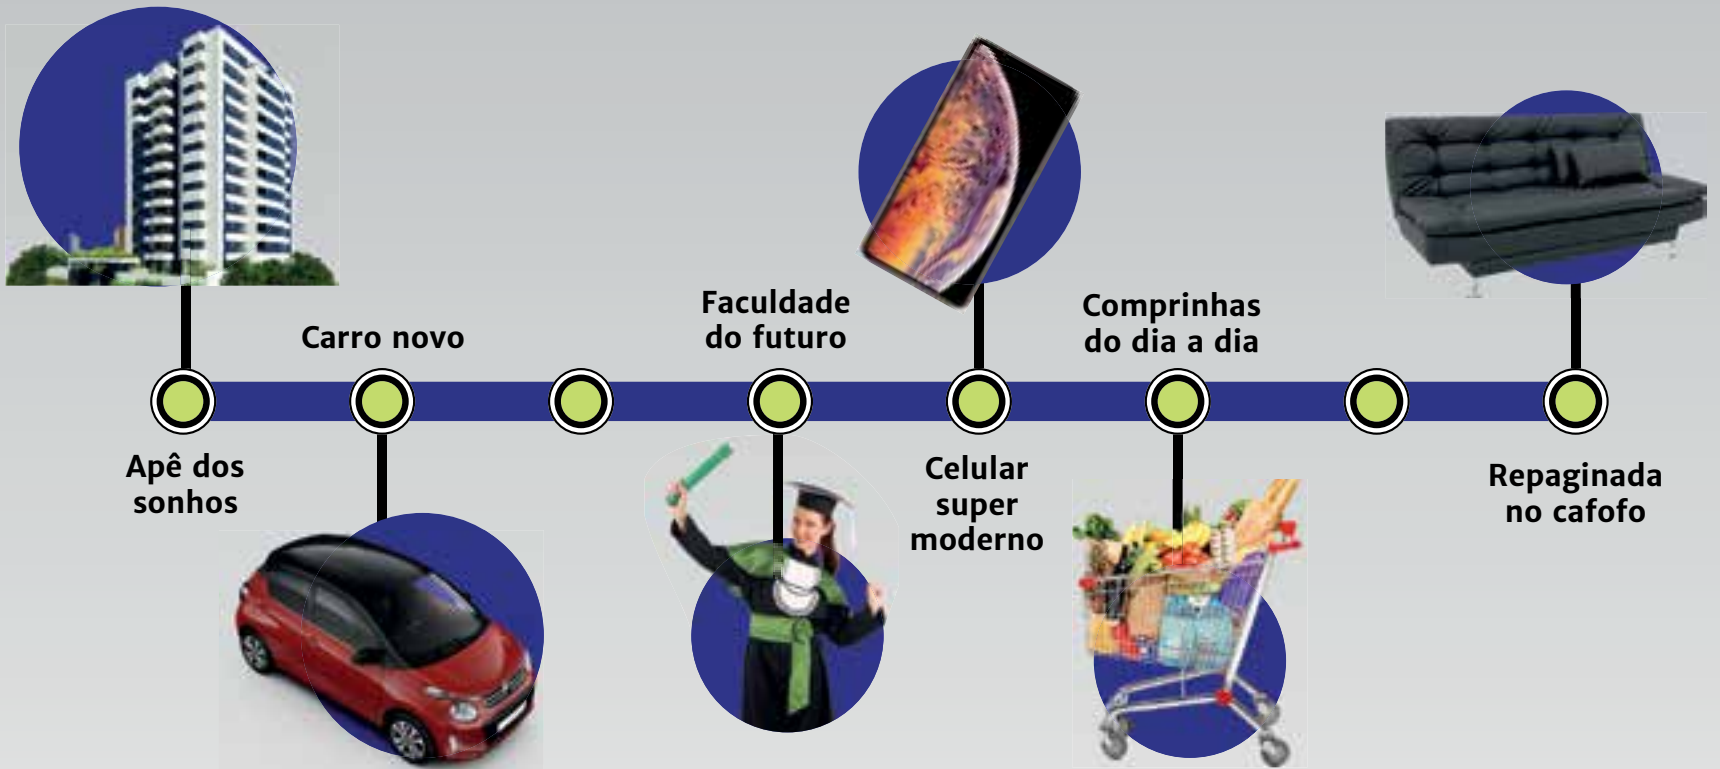 Apê dos
sonhos
Carro novo
Faculdade
do futuro
Celular
super
moderno
Comprinhas
do dia a dia
Repaginada
no cafofo